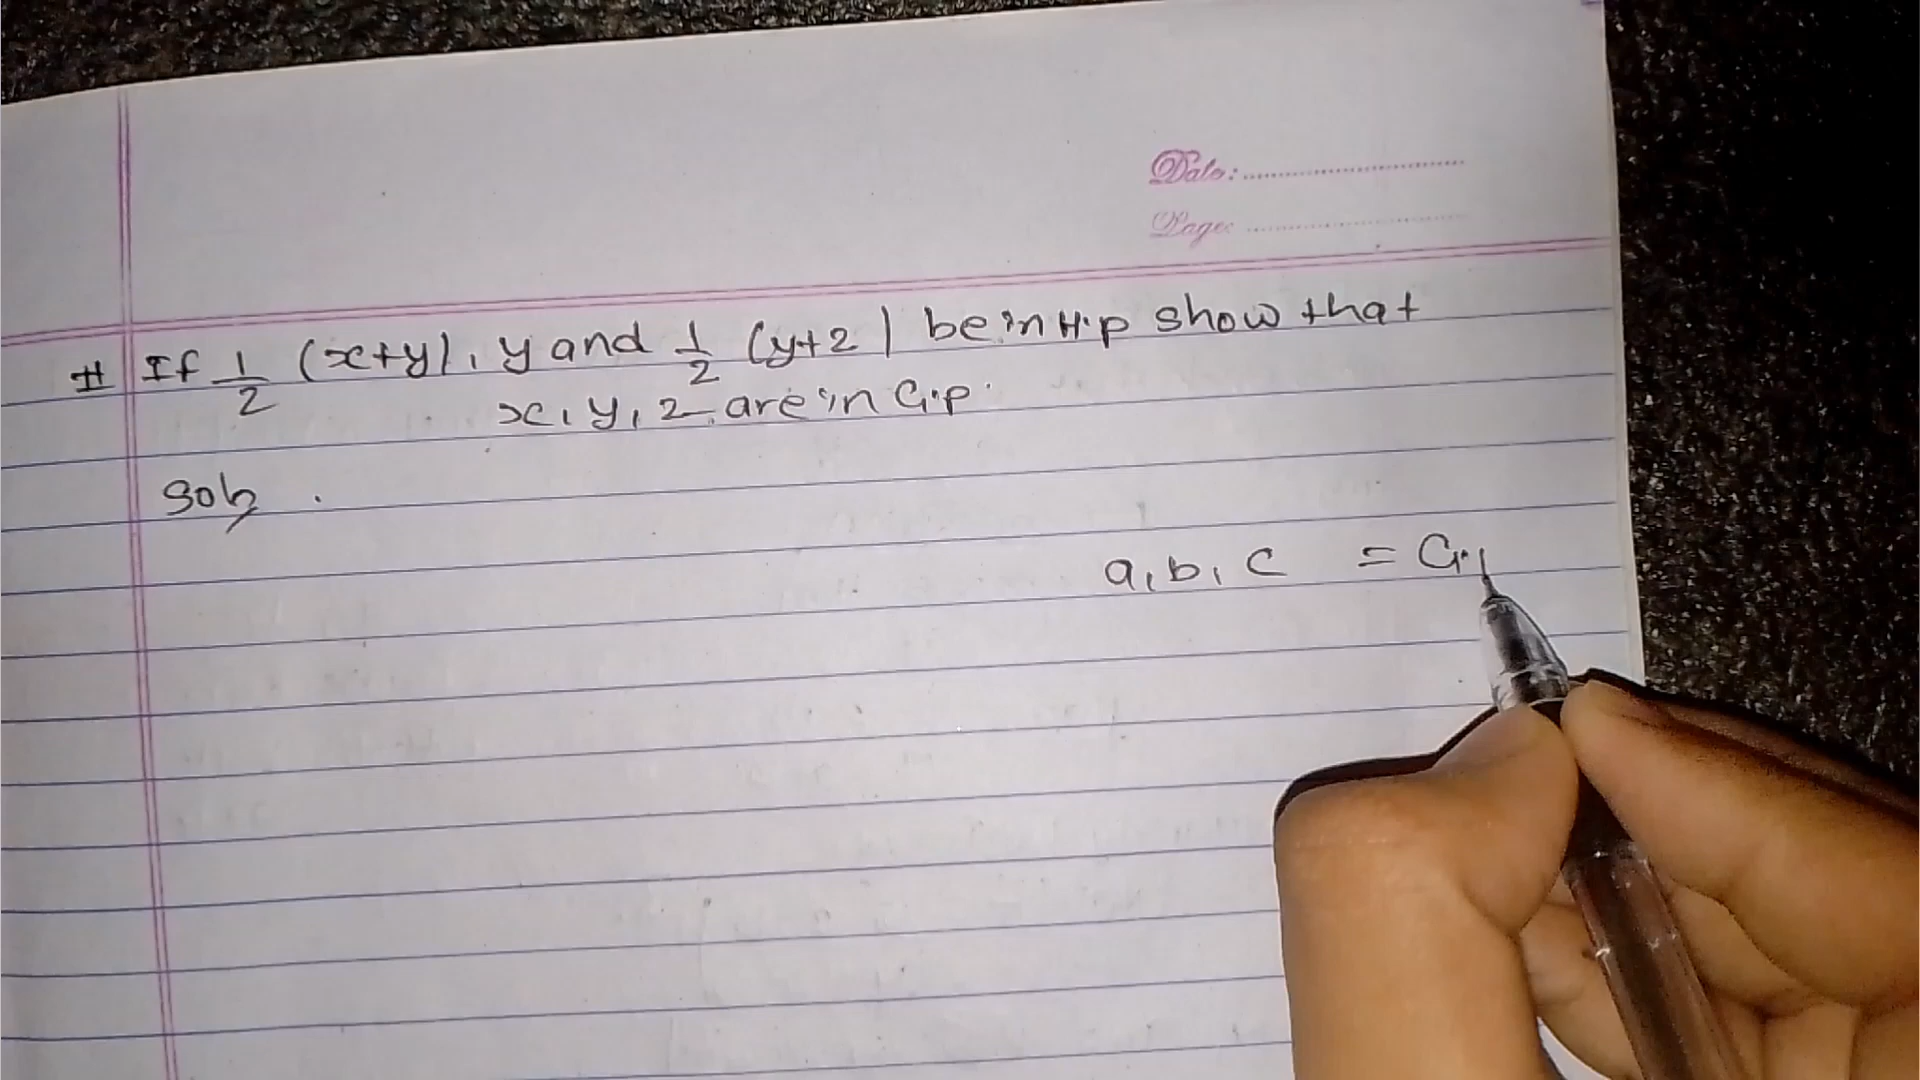 Date:
Page:
# If 1/2 (x+y), y and 1/2 (y+z) be in H.p show that
x, y, z are in G.p.
Soln .
a, b, c = G.